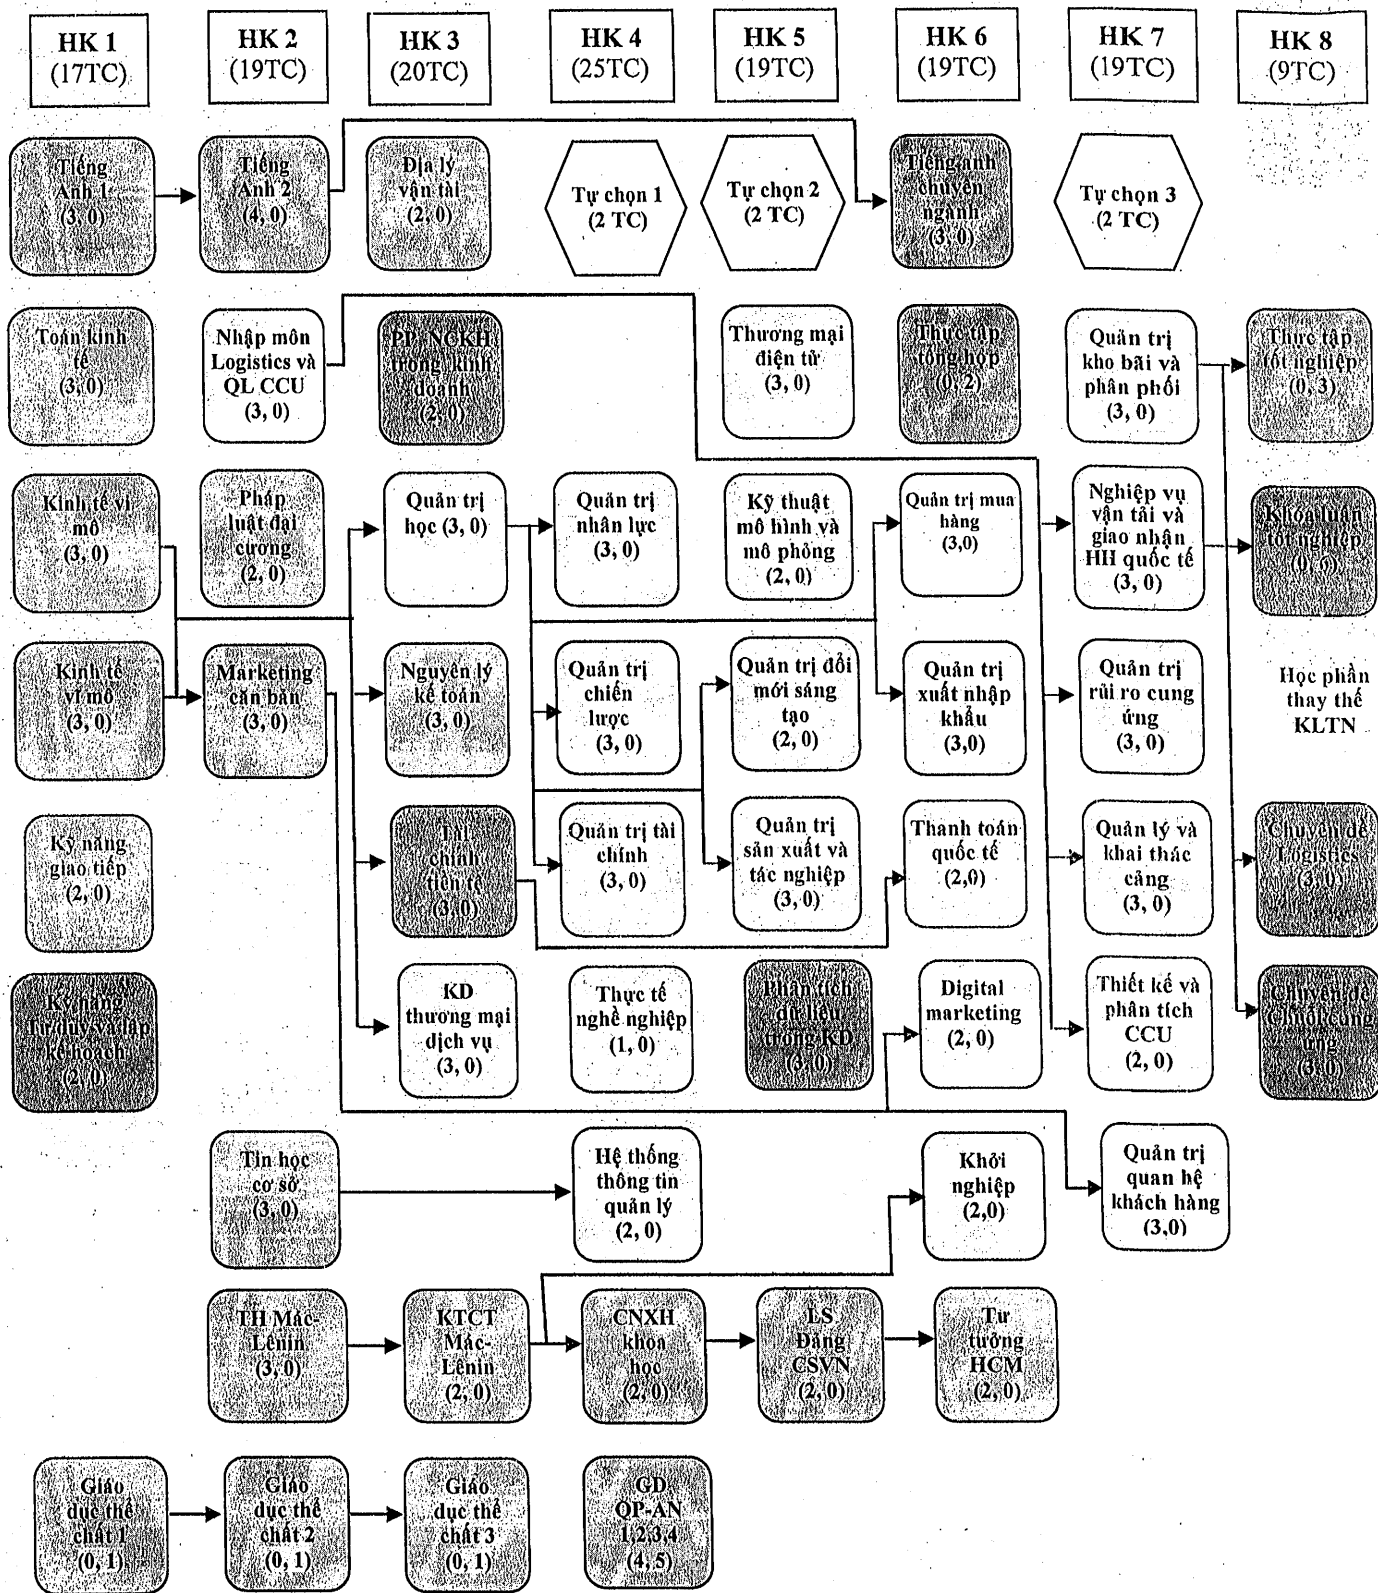 HK 1
(17TC)
HK 2
(19TC)
HK 3
(20TC)
HK 4
(25TC)
HK 5
(19TC)
HK 6
(19TC)
HK 7
(19TC)
HK 8
(9TC)
Tiếng
Anh 1
(3, 0)
Tiếng
Anh 2
(4, 0)
Địa lý
vận tải
(2, 0)
Tự chọn 1
(2 TC)
Tự chọn 2
(2 TC)
Tiếng anh
chuyên
ngành
(3, 0)
Tự chọn 3
(2 TC)
Toán kinh
tế
(3, 0)
Nhập môn
Logistics và
QL CCU
(3, 0)
PP NCKH
trong kinh
doanh
(2, 0)
Thương mại
điện tử
(3, 0)
Thực tập
tổng hợp
(0, 2)
Quản trị
kho bãi và
phân phối
(3, 0)
Thực tập
tốt nghiệp
(0, 3)
Kinh tế vi
mô
(3, 0)
Pháp
luật đại
cương
(2, 0)
Quản trị
học (3, 0)
Quản trị
nhân lực
(3, 0)
Kỹ thuật
mô hình và
mô phỏng
(2, 0)
Quản trị mua
hàng
(3,0)
Nghiệp vụ
vận tải và
giao nhận
HH quốc tế
(3, 0)
Khóa luận
tốt nghiệp
(0, 6)
Kinh tế
vĩ mô
(3, 0)
Marketing
căn bản
(3, 0)
Nguyên lý
kế toán
(3, 0)
Quản trị
chiến
lược
(3, 0)
Quản trị đổi
mới sáng
tạo
(2, 0)
Quản trị
xuất nhập
khẩu
(3,0)
Quản trị
rủi ro cung
ứng
(3, 0)
Học phần
thay thế
KLTN
Kỹ năng
giao tiếp
(2, 0)
Tài
chính
tiền tệ
(3, 0)
Quản trị tài
chính
(3, 0)
Quản trị
sản xuất và
tác nghiệp
(3, 0)
Thanh toán
quốc tế
(2,0)
Quản lý và
khai thác
cảng
(3, 0)
Chuyên đề
Logistics
(3, 0)
Kỹ năng
Tư duy và lập
kế hoạch
(2, 0)
KD
thương mại
dịch vụ
(3, 0)
Thực tế
nghề nghiệp
(1, 0)
Phân tích
dữ liệu
trong KD
(3, 0)
Digital
marketing
(2, 0)
Thiết kế và
phân tích
CCU
(2, 0)
Chuyên đề
Chuỗi cung
ứng
(3, 0)
Tin học
cơ sở
(3, 0)
Hệ thống
thông tin
quản lý
(2, 0)
Khởi
nghiệp
(2,0)
Quản trị
quan hệ
khách hàng
(3,0)
TH Mác-
Lênin
(3, 0)
KTCT
Mác-
Lênin
(2, 0)
CNXH
khoa
học
(2, 0)
LS
Đảng
CSVN
(2, 0)
Tư
tưởng
HCM
(2, 0)
Giáo
dục thể
chất 1
(0, 1)
Giáo
dục thể
chất 2
(0, 1)
Giáo
dục thể
chất 3
(0, 1)
GD
QP-AN
1,2,3,4
(4, 5)